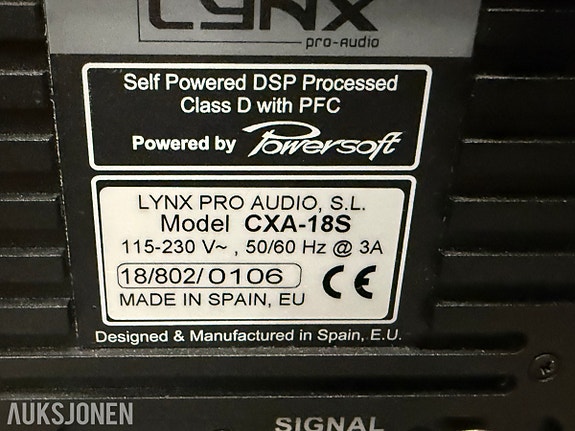 LYNX
pro-audio
Self Powered DSP Processed
Class D with PFC
Powered by Powersoft
LYNX PRO AUDIO, S.L.
Model CXA-18S
115-230 V~ , 50/60 Hz @ 3A
18/802/0106
MADE IN SPAIN, EU
CE
Designed & Manufactured in Spain, E.U.
AUKSJONEN
SIGNAL